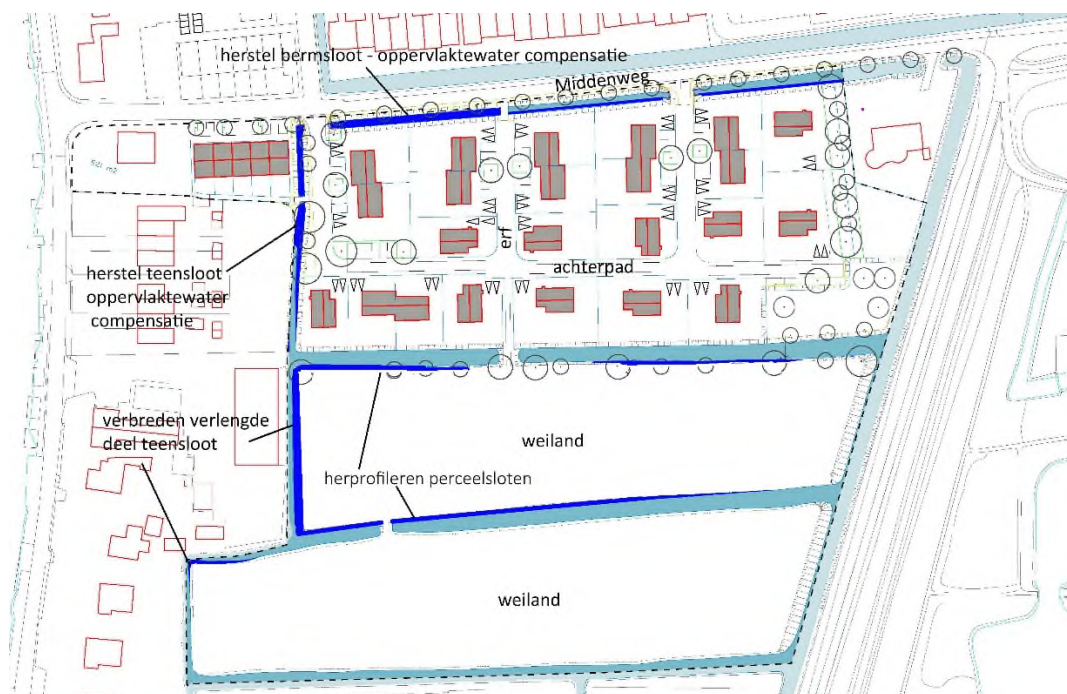 herstel bermsloot - oppervlaktewater compensatie
Middenweg
erf
achterpad
herstel teensloot
oppervlaktewater
compensatie
verbreden verlengde
deel teensloot
weiland
herprofileren perceelsloten
weiland